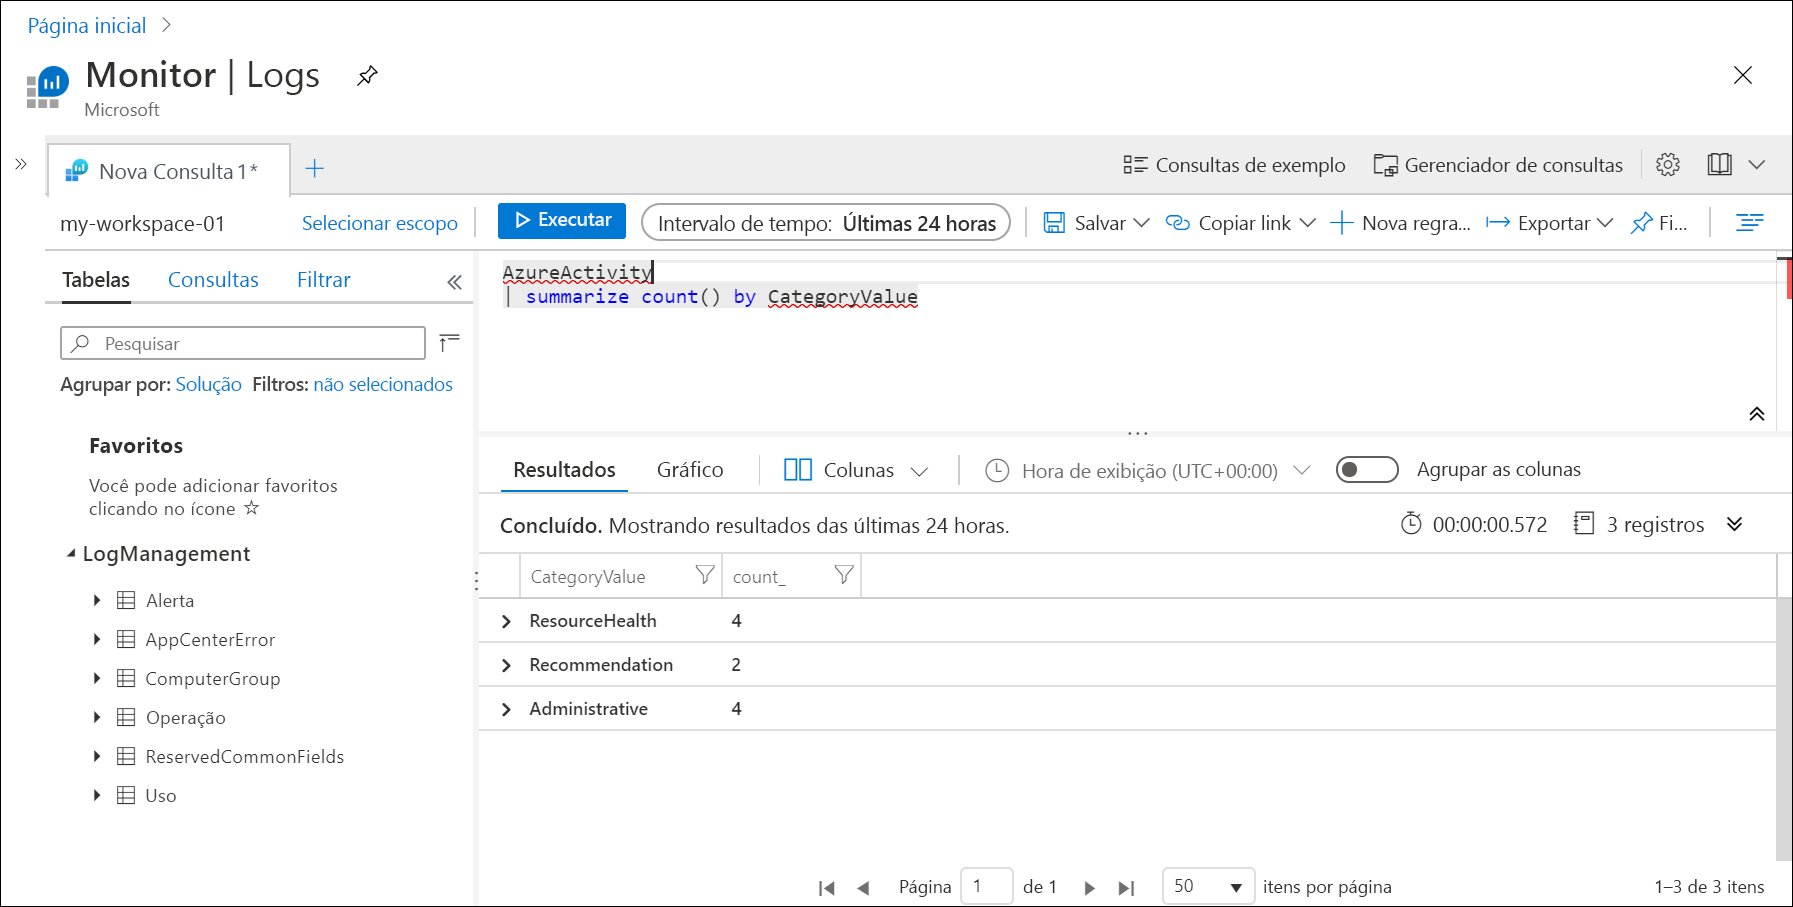 Página inicial
Monitor | Logs
Microsoft
Nova Consulta 1*
Consultas de exemplo
Gerenciador de consultas
my-workspace-01
Selecionar escopo
Executar
Intervalo de tempo: Últimas 24 horas
Salvar
Copiar link
Nova regra...
Exportar
Fi...
Tabelas
Consultas
Filtrar
Pesquisar
Agrupar por: Solução Filtros: não selecionados
Favoritos
Você pode adicionar favoritos
clicando no ícone ☆
LogManagement
Alerta
AppCenterError
ComputerGroup
Operação
ReservedCommonFields
Uso
AzureActivity
| summarize count() by CategoryValue
Resultados
Gráfico
Colunas
Hora de exibição (UTC+00:00)
Agrupar as colunas
Concluído. Mostrando resultados das últimas 24 horas.
00:00:00.572
3 registros
CategoryValue count_
ResourceHealth 4
Recommendation 2
Administrative 4
Página 1 de 1
50 itens por página
1–3 de 3 itens